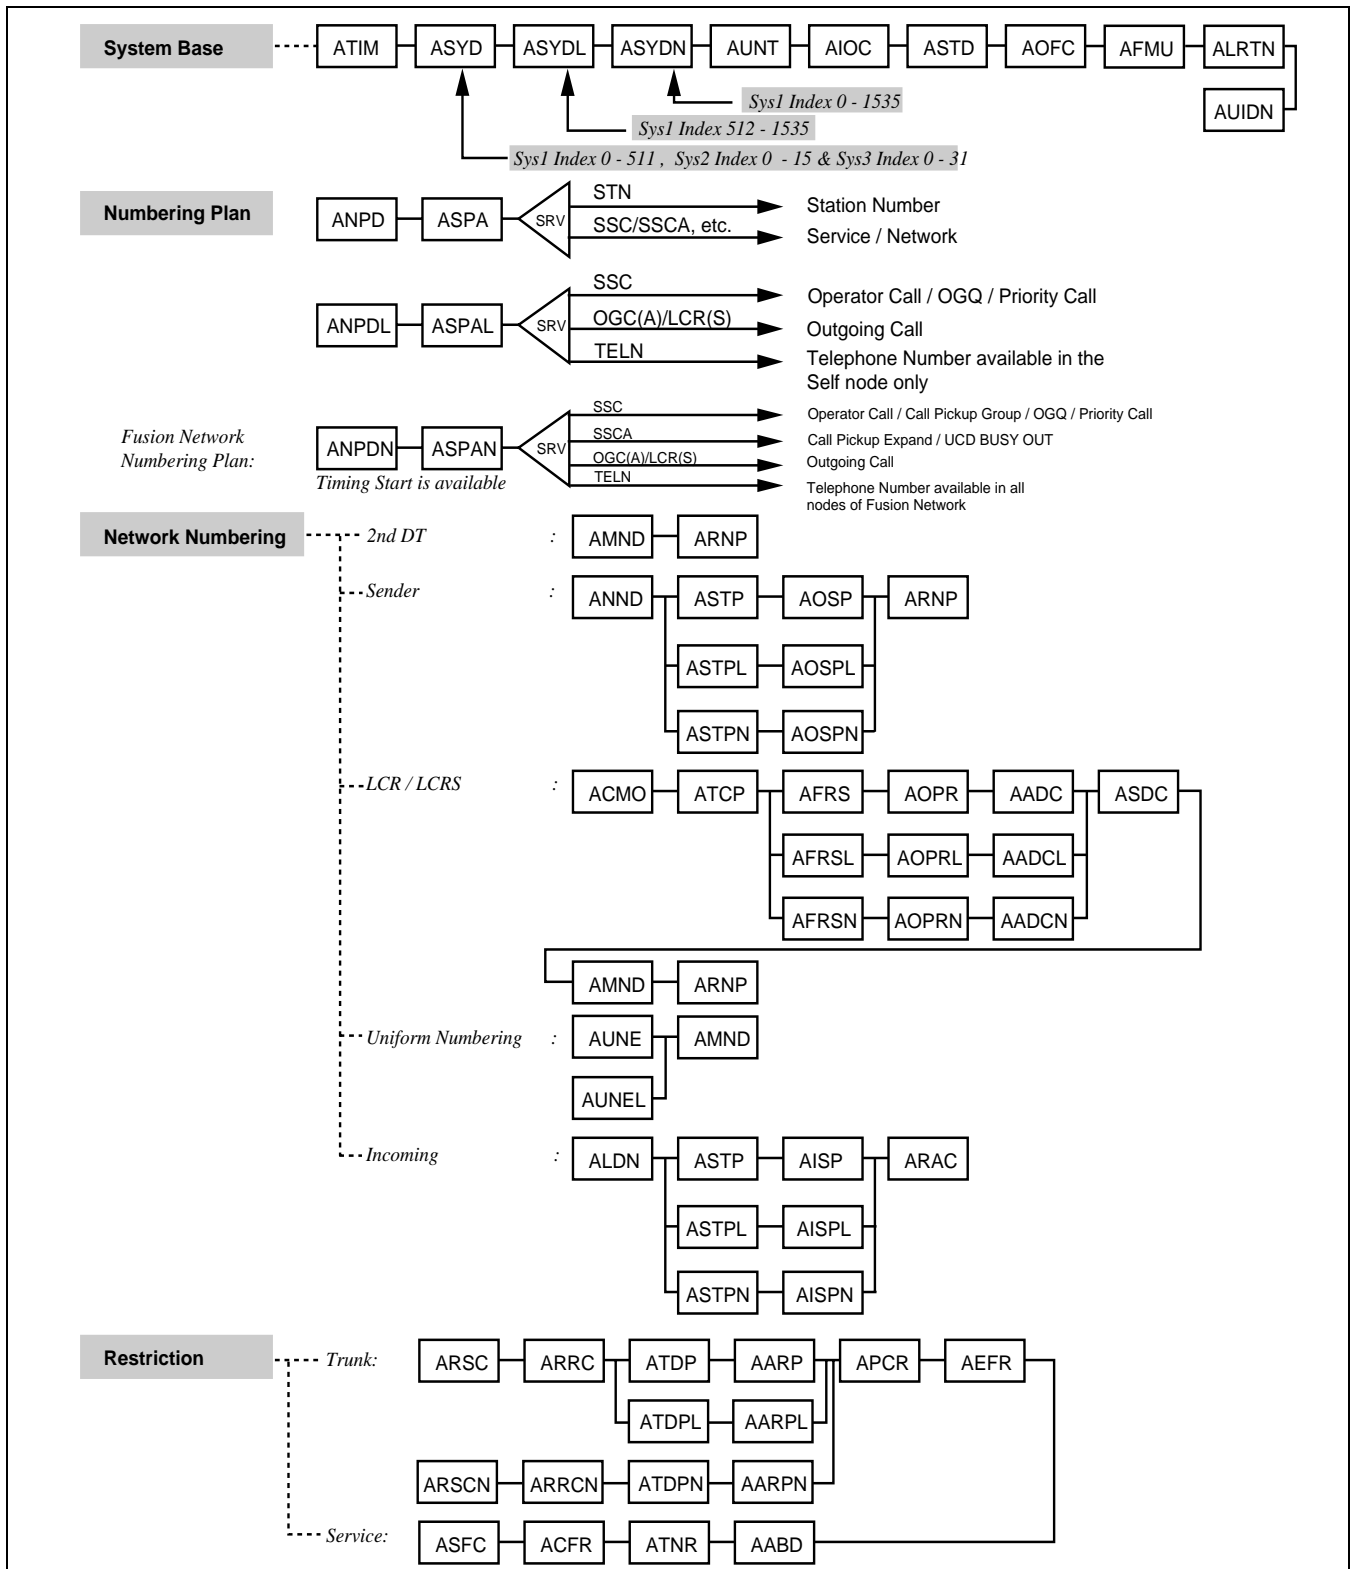 System Base ATIM ASYD ASYDL ASYDN AUNT AIOC ASTD AOFC AFMU ALRTN
AUIDN
Sys1 Index 0 - 1535
Sys1 Index 512 - 1535
Sys1 Index 0 - 511 , Sys2 Index 0 - 15 & Sys3 Index 0 - 31
Numbering Plan ANPD ASPA SRV
STN Station Number
SSC/SSCA, etc. Service / Network
ANPDL ASPAL SRV
SSC Operator Call / OGQ / Priority Call
OGC(A)/LCR(S) Outgoing Call
TELN Telephone Number available in the
Self node only
Fusion Network
Numbering Plan:
ANPDN ASPAN SRV
Timing Start is available
SSC Operator Call / Call Pickup Group / OGQ / Priority Call
SSCA Call Pickup Expand / UCD BUSY OUT
OGC(A)/LCR(S) Outgoing Call
TELN Telephone Number available in all
nodes of Fusion Network
Network Numbering 2nd DT : AMND ARNP
Sender : ANND ASTP AOSP ARNP
ASTPL AOSPL
ASTPN AOSPN
LCR / LCRS : ACMO ATCP AFRS AOPR AADC ASDC
AFRSL AOPRL AADCL
AFRSN AOPRN AADCN
AMND ARNP
Uniform Numbering : AUNE AMND
AUNEL
Incoming : ALDN ASTP AISP ARAC
ASTPL AISPL
ASTPN AISPN
Restriction Trunk: ARSC ARRC ATDP AARP APCR AEFR
ATDPL AARPL
ARSCN ARRCN ATDPN AARPN
Service: ASFC ACFR ATNR AABD